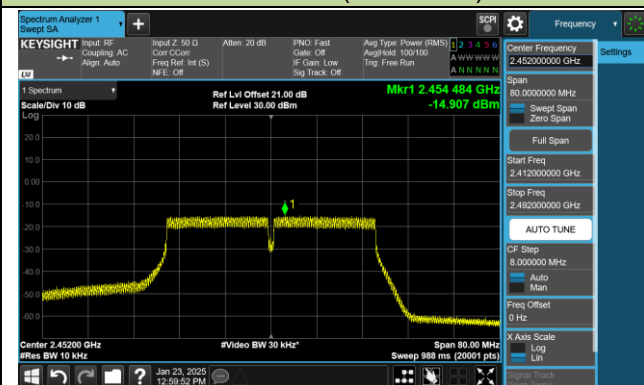 Spectrum Analyzer 1
Swept SA
SCPI
Frequency
KEYSIGHT
Input: RF
Coupling: AC
Align: Auto
Input Z: 50 Ω
Corr CCorr
Freq Ref: Int (S)
NFE: Off
Atten: 20 dB
PNO: Fast
Gate: Off
IF Gain: Low
Sig Track: Off
Avg Type: Power (RMS)
Avg|Hold: 100/100
Trig: Free Run
1 2 3 4 5 6
A W W W W W
A N N N N N
LXI
1 Spectrum
Scale/Div 10 dB
Log
Ref Lvl Offset 21.00 dB
Ref Level 30.00 dBm
Mkr1 2.454 484 GHz
-14.907 dBm
20.0
10.0
0.00
-10.0
-20.0
-30.0
-40.0
-50.0
-60.0
1
Center 2.45200 GHz
#Res BW 10 kHz
#Video BW 30 kHz*
Span 80.00 MHz
Sweep 988 ms (20001 pts)
Center Frequency
2.452000000 GHz
Settings
Span
80.0000000 MHz
Swept Span
Zero Span
Full Span
Start Freq
2.412000000 GHz
Stop Freq
2.492000000 GHz
AUTO TUNE
CF Step
8.000000 MHz
Auto
Man
Freq Offset
0 Hz
X Axis Scale
Log
Lin
Signal Track
Jan 23, 2025
12:59:52 PM